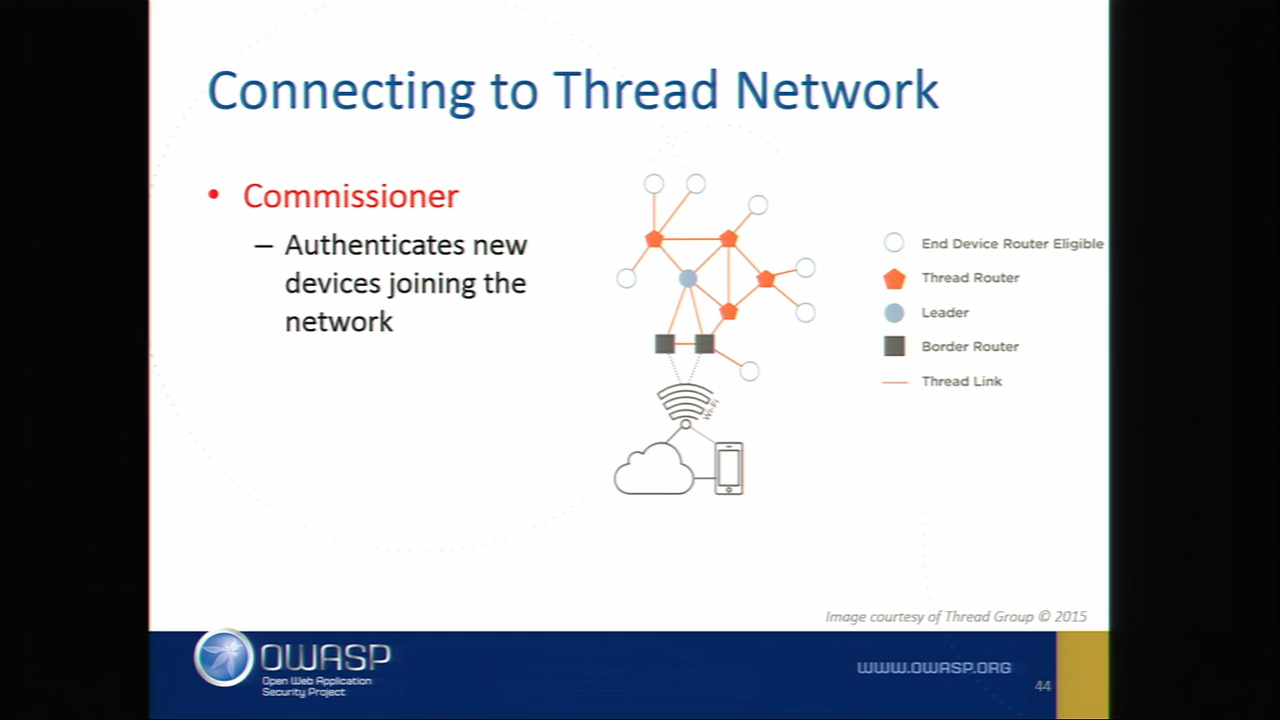 Connecting to Thread Network
• Commissioner
– Authenticates new
devices joining the
network
End Device Router Eligible
Thread Router
Leader
Border Router
Thread Link
Wi-Fi
Image courtesy of Thread Group © 2015
OWASP
Open Web Application
Security Project
WWW.OWASP.ORG
44